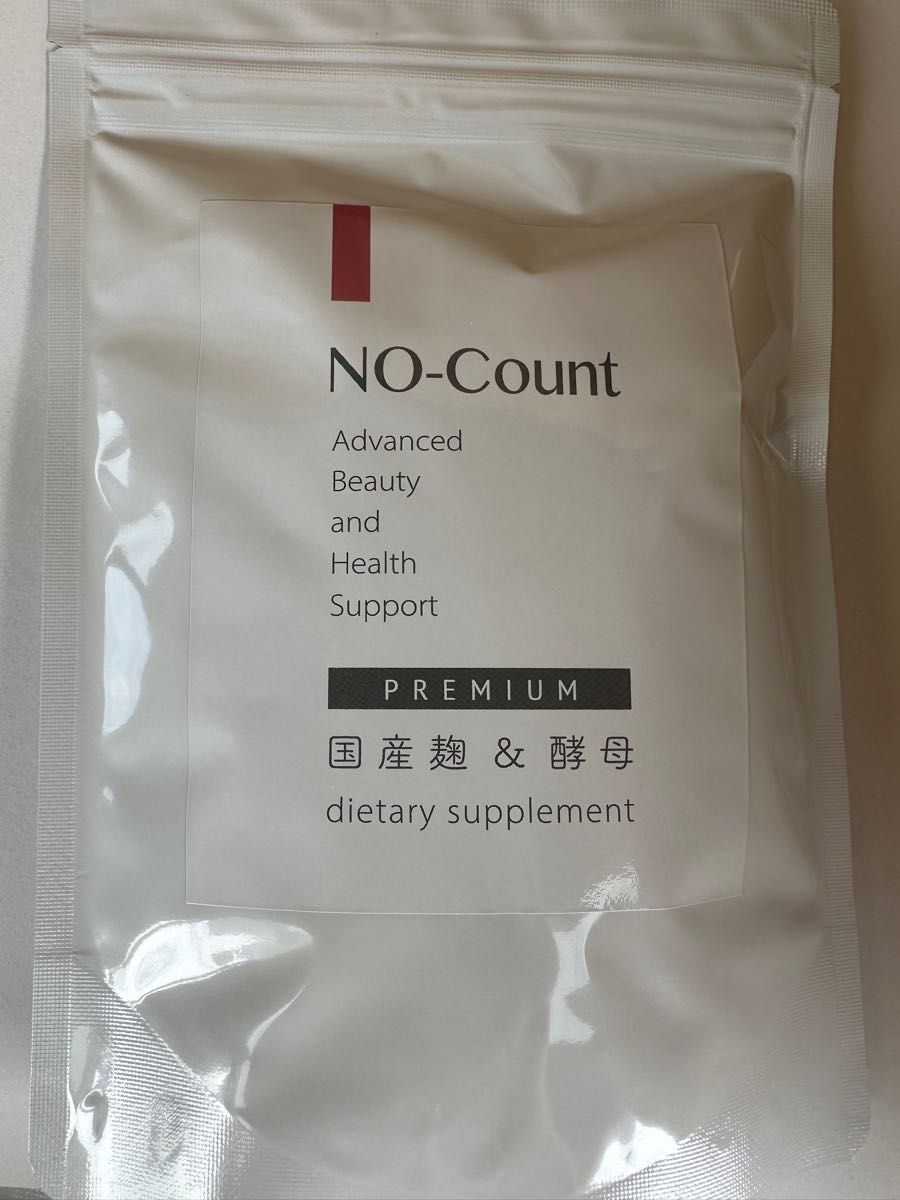 NO-Count
Advanced
Beauty
and
Health
Support
PREMIUM
国産麹 & 酵母
dietary supplement